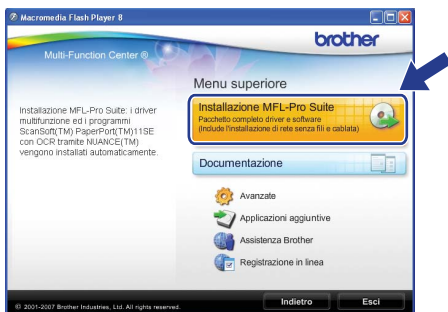 Macromedia Flash Player 8
brother
Multi-Function Center ®
Menu superiore
Installazione MFL-Pro Suite: i driver
multifunzione ed i programmi
ScanSoft(TM) PaperPort(TM)11SE
con OCR tramite NUANCE(TM)
vengono installati automaticamente.
Installazione MFL-Pro Suite
Pacchetto completo driver e software
(Include l'installazione di rete senza fili e cablata)
Documentazione
Avanzate
Applicazioni aggiuntive
Assistenza Brother
Registrazione in linea
© 2001-2007 Brother Industries, Ltd. All rights reserved.
Indietro
Esci